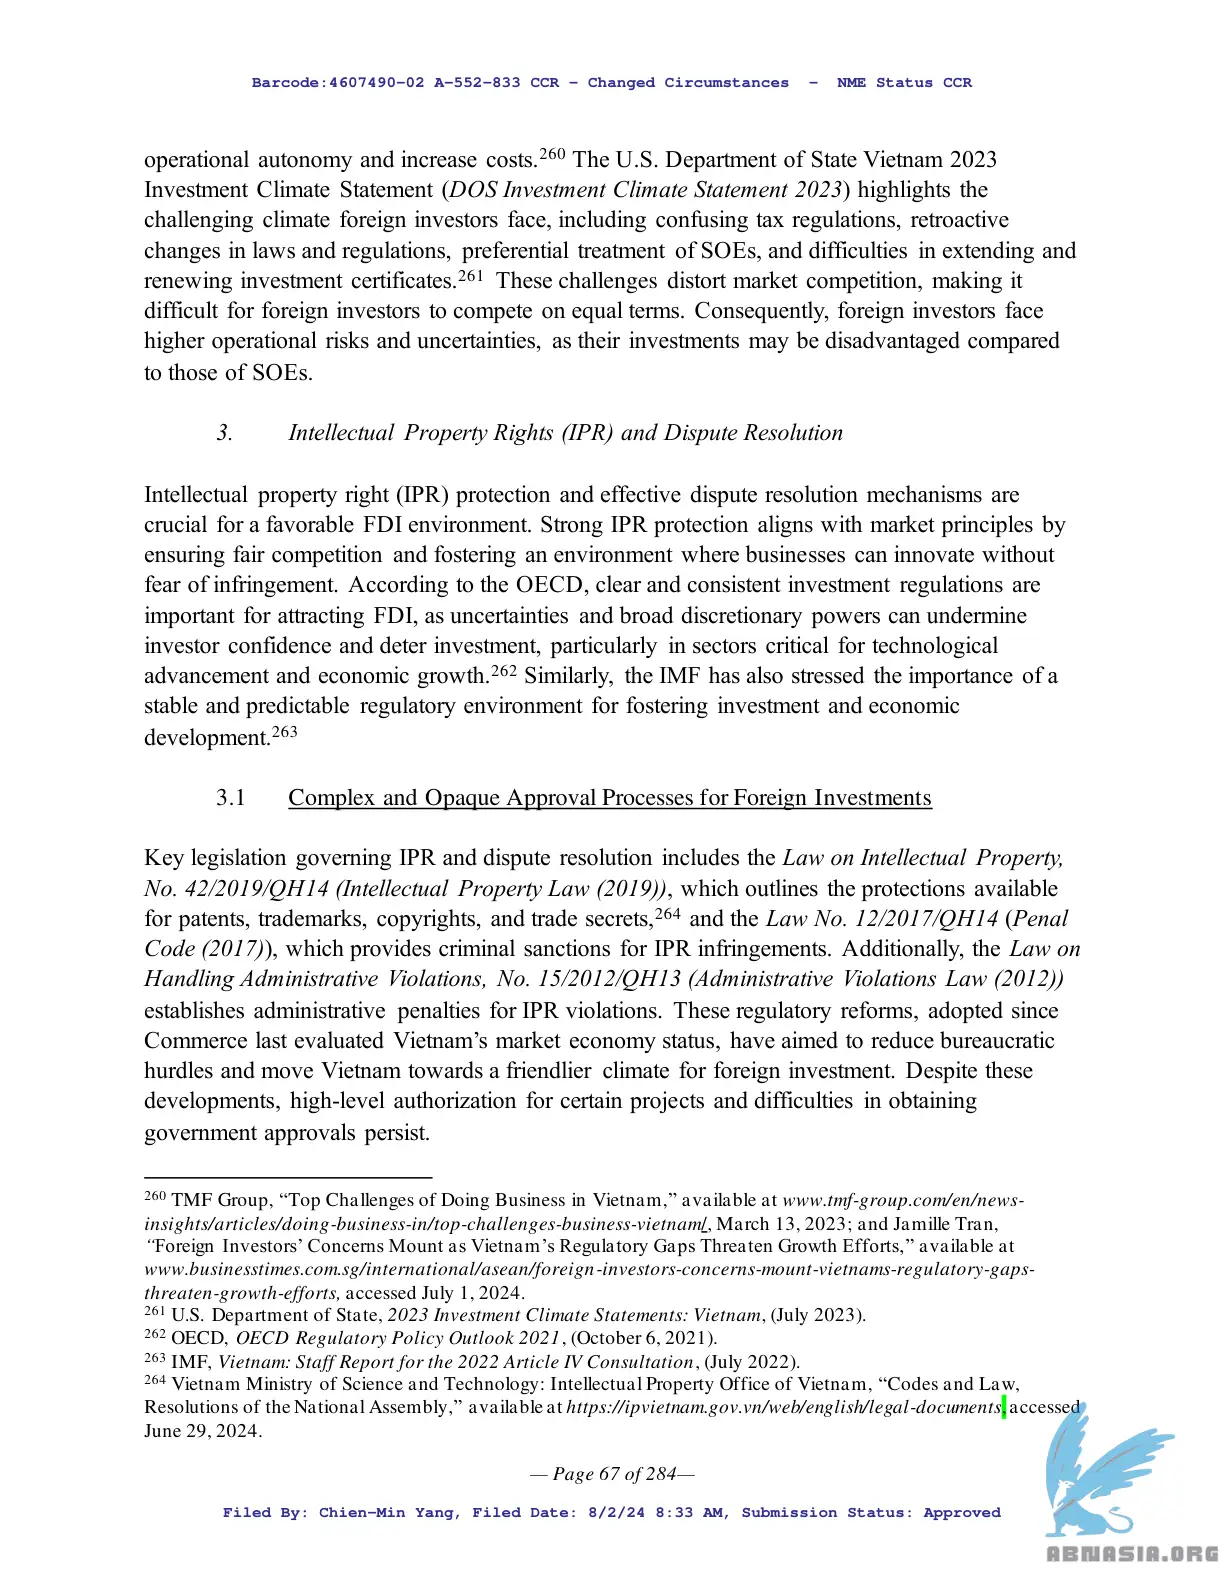 Barcode:4607490-02 A-552-833 CCR - Changed Circumstances - NME Status CCR
operational autonomy and increase costs.260 The U.S. Department of State Vietnam 2023
Investment Climate Statement (DOS Investment Climate Statement 2023) highlights the
challenging climate foreign investors face, including confusing tax regulations, retroactive
changes in laws and regulations, preferential treatment of SOEs, and difficulties in extending and
renewing investment certificates.261 These challenges distort market competition, making it
difficult for foreign investors to compete on equal terms. Consequently, foreign investors face
higher operational risks and uncertainties, as their investments may be disadvantaged compared
to those of SOEs.
3. Intellectual Property Rights (IPR) and Dispute Resolution
Intellectual property right (IPR) protection and effective dispute resolution mechanisms are
crucial for a favorable FDI environment. Strong IPR protection aligns with market principles by
ensuring fair competition and fostering an environment where businesses can innovate without
fear of infringement. According to the OECD, clear and consistent investment regulations are
important for attracting FDI, as uncertainties and broad discretionary powers can undermine
investor confidence and deter investment, particularly in sectors critical for technological
advancement and economic growth.262 Similarly, the IMF has also stressed the importance of a
stable and predictable regulatory environment for fostering investment and economic
development.263
3.1 Complex and Opaque Approval Processes for Foreign Investments
Key legislation governing IPR and dispute resolution includes the Law on Intellectual Property,
No. 42/2019/QH14 (Intellectual Property Law (2019)), which outlines the protections available
for patents, trademarks, copyrights, and trade secrets,264 and the Law No. 12/2017/QH14 (Penal
Code (2017)), which provides criminal sanctions for IPR infringements. Additionally, the Law on
Handling Administrative Violations, No. 15/2012/QH13 (Administrative Violations Law (2012))
establishes administrative penalties for IPR violations. These regulatory reforms, adopted since
Commerce last evaluated Vietnam’s market economy status, have aimed to reduce bureaucratic
hurdles and move Vietnam towards a friendlier climate for foreign investment. Despite these
developments, high-level authorization for certain projects and difficulties in obtaining
government approvals persist.
260 TMF Group, “Top Challenges of Doing Business in Vietnam,” available at www.tmf-group.com/en/news-
insights/articles/doing-business-in/top-challenges-business-vietnam/, March 13, 2023; and Jamille Tran,
“Foreign Investors’ Concerns Mount as Vietnam’s Regulatory Gaps Threaten Growth Efforts,” available at
www.businesstimes.com.sg/international/asean/foreign-investors-concerns-mount-vietnams-regulatory-gaps-
threaten-growth-efforts, accessed July 1, 2024.
261 U.S. Department of State, 2023 Investment Climate Statements: Vietnam, (July 2023).
262 OECD, OECD Regulatory Policy Outlook 2021, (October 6, 2021).
263 IMF, Vietnam: Staff Report for the 2022 Article IV Consultation, (July 2022).
264 Vietnam Ministry of Science and Technology: Intellectual Property Office of Vietnam, “Codes and Law,
Resolutions of the National Assembly,” available at https://ipvietnam.gov.vn/web/english/legal-documents, accessed
June 29, 2024.
— Page 67 of 284—
Filed By: Chien-Min Yang, Filed Date: 8/2/24 8:33 AM, Submission Status: Approved
ABNASIA.ORG